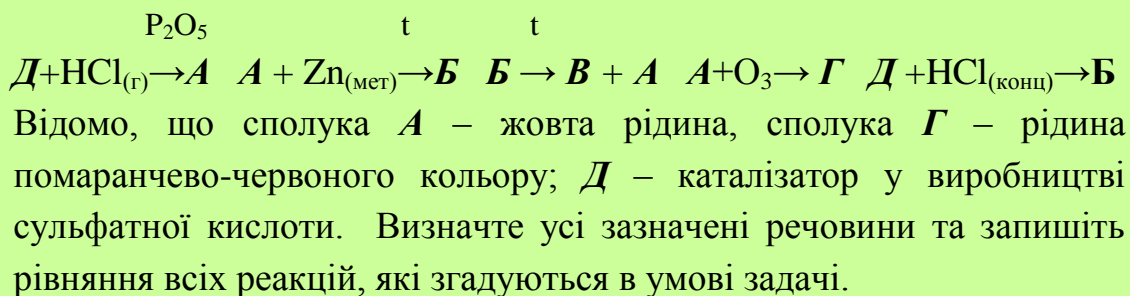 P₂O₅ t t
Д+HCl(г)→А А + Zn(мет)→Б Б → В + А А+O₃→ Г Д +HCl(конц)→Б
Відомо, що сполука А – жовта рідина, сполука Г – рідина
помаранчево-червоного кольору; Д – каталізатор у виробництві
сульфатної кислоти. Визначте усі зазначені речовини та запишіть
рівняння всіх реакцій, які згадуються в умові задачі.